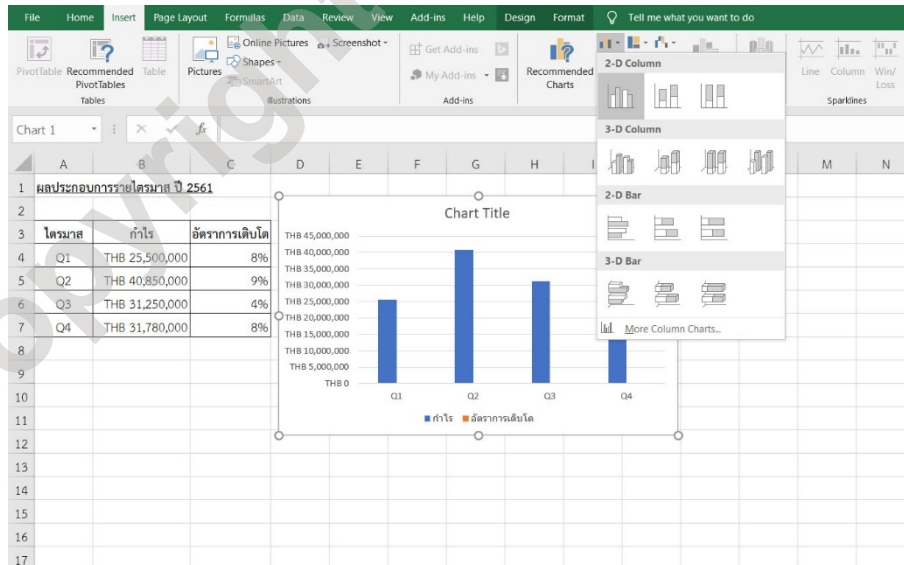 File Home Insert Page Layout Formulas Data Review View Add-ins Help Design Format Tell me what you want to do
PivotTable Recommended PivotTables Table
Tables
Pictures Online Pictures Shapes SmartArt Screenshot
Illustrations
Get Add-ins
My Add-ins
Add-ins
Recommended Charts
Line Column Win/Loss
Sparklines
2-D Column
3-D Column
2-D Bar
3-D Bar
More Column Charts...
Chart 1 fx
A B C D E F G H I M N
1 ผลประกอบการรายไตรมาส ปี 2561
2
3 ไตรมาส กำไร อัตราการเติบโต
4 Q1 THB 25,500,000 8%
5 Q2 THB 40,850,000 9%
6 Q3 THB 31,250,000 4%
7 Q4 THB 31,780,000 8%
8
9
10
11
12
13
14
15
16
17
Chart Title
THB 45,000,000
THB 40,000,000
THB 35,000,000
THB 30,000,000
THB 25,000,000
THB 20,000,000
THB 15,000,000
THB 10,000,000
THB 5,000,000
THB 0
Q1 Q2 Q3 Q4
กำไร อัตราการเติบโต
opyright